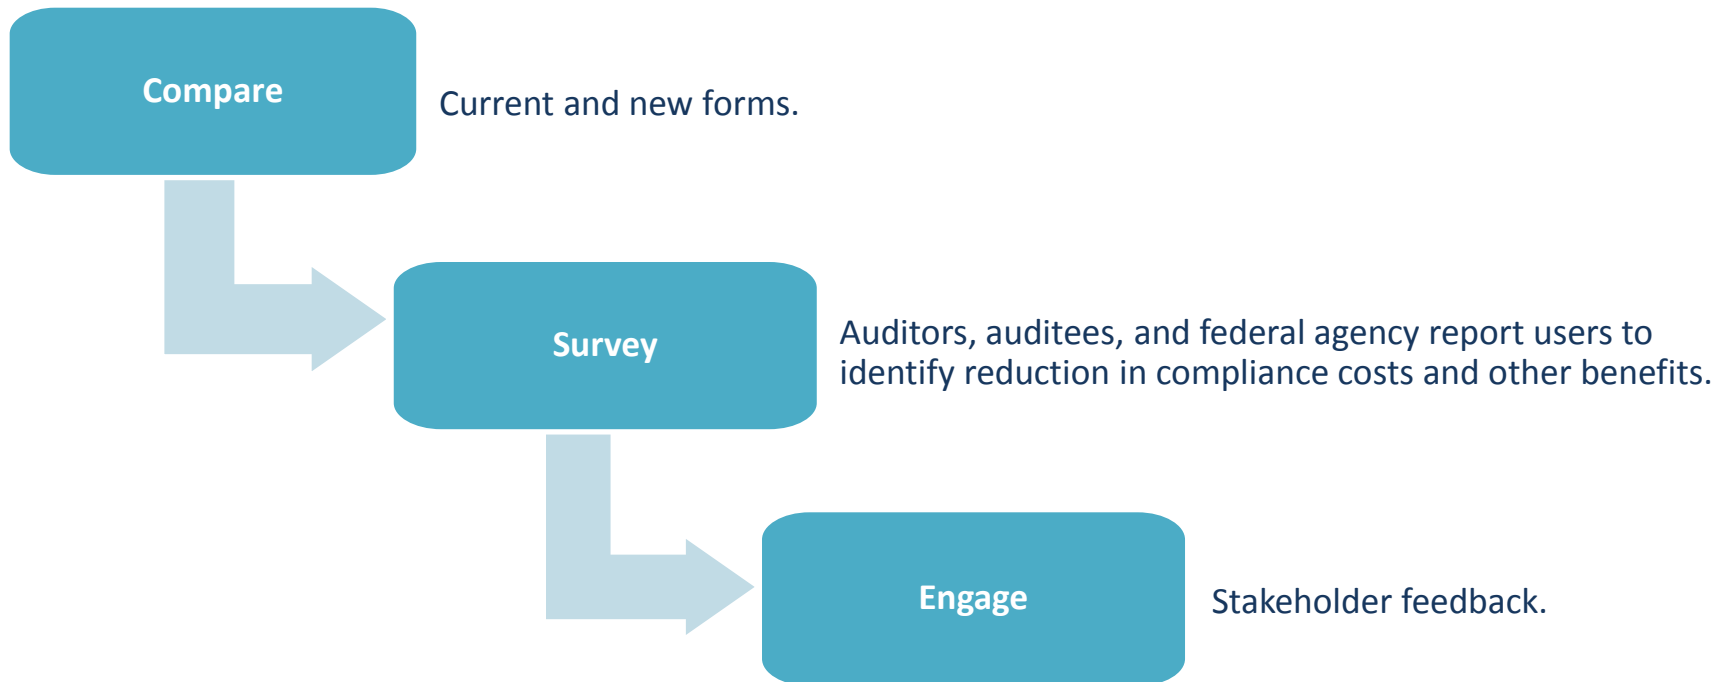 Compare
Current and new forms.
Survey
Auditors, auditees, and federal agency report users to
identify reduction in compliance costs and other benefits.
Engage
Stakeholder feedback.